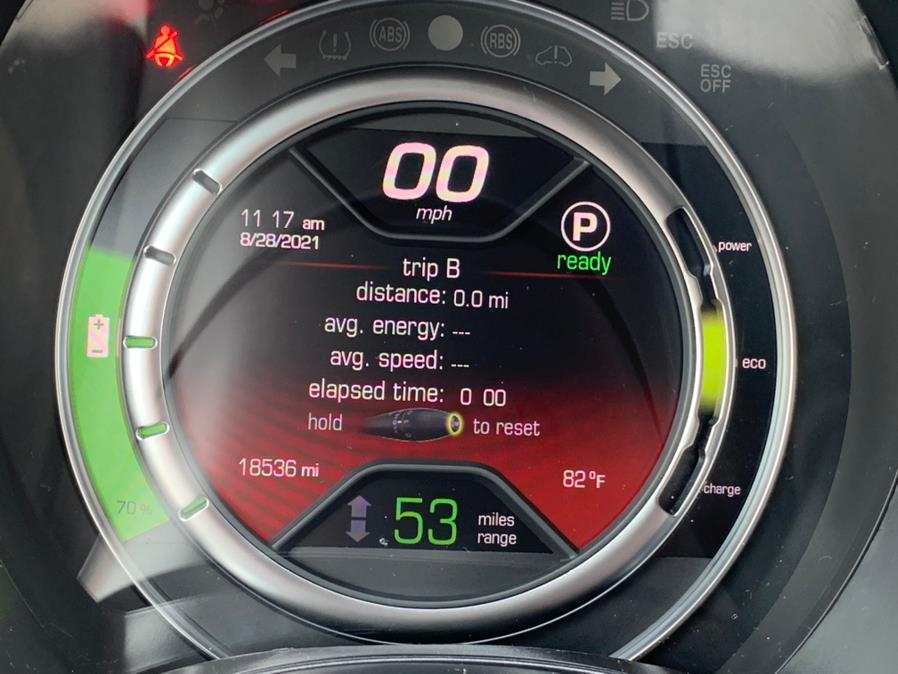 ABS
RBS
ESC
ESC
OFF
00
mph
11 17 am
8/28/2021
P
ready
trip B
distance: 0.0 mi
avg. energy: ---
avg. speed: ---
elapsed time: 0 00
hold to reset
power
eco
charge
18536 mi
82°F
70 %
53 miles
range